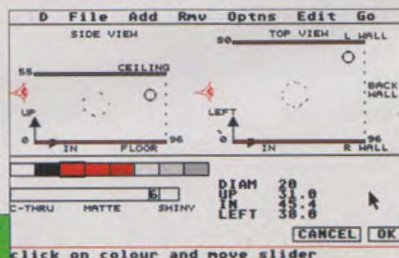 D File Add Rmv Optns Edit Go
SIDE VIEW
TOP VIEW L WALL
80
55
CEILING
BACK WALL
UP
LEFT
0 IN FLOOR 96
0 IN R WALL 96
6
C-THRU MATTE SHINY
DIAM 20
UP 31.0
IN 45.4
LEFT 38.0
CANCEL OK
click on colour and move slider